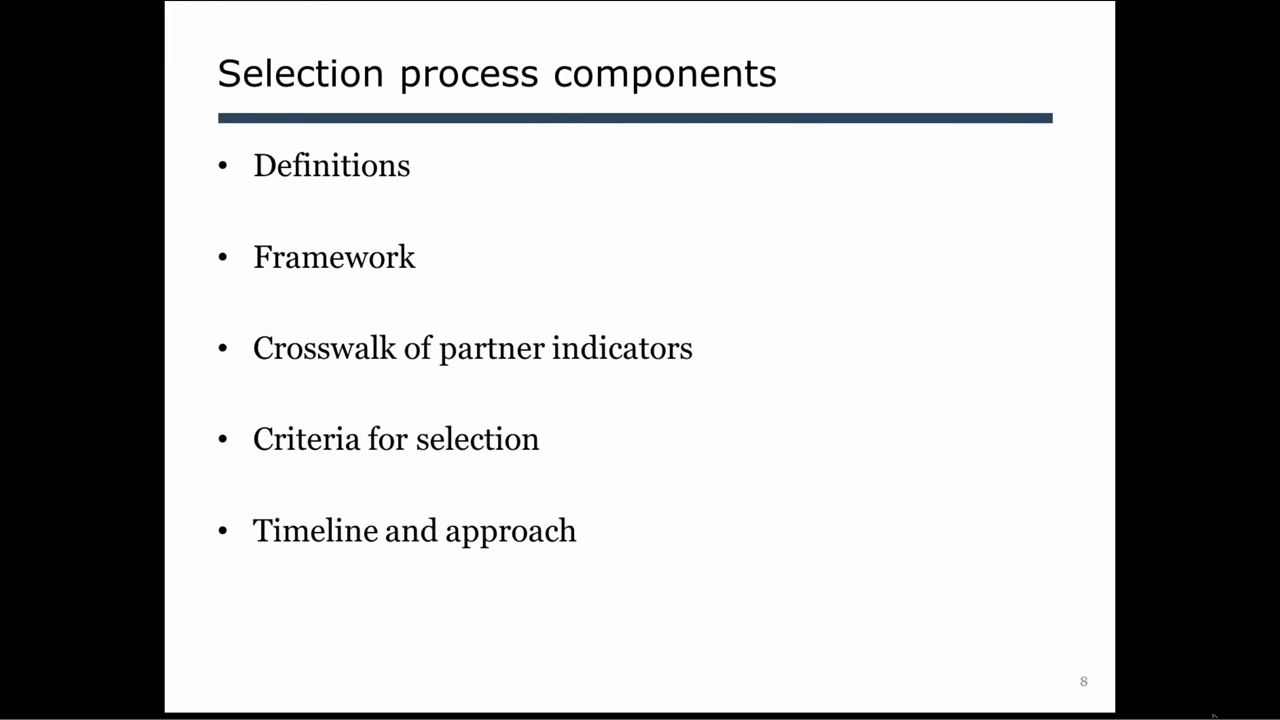 Selection process components
• Definitions
• Framework
• Crosswalk of partner indicators
• Criteria for selection
• Timeline and approach
8